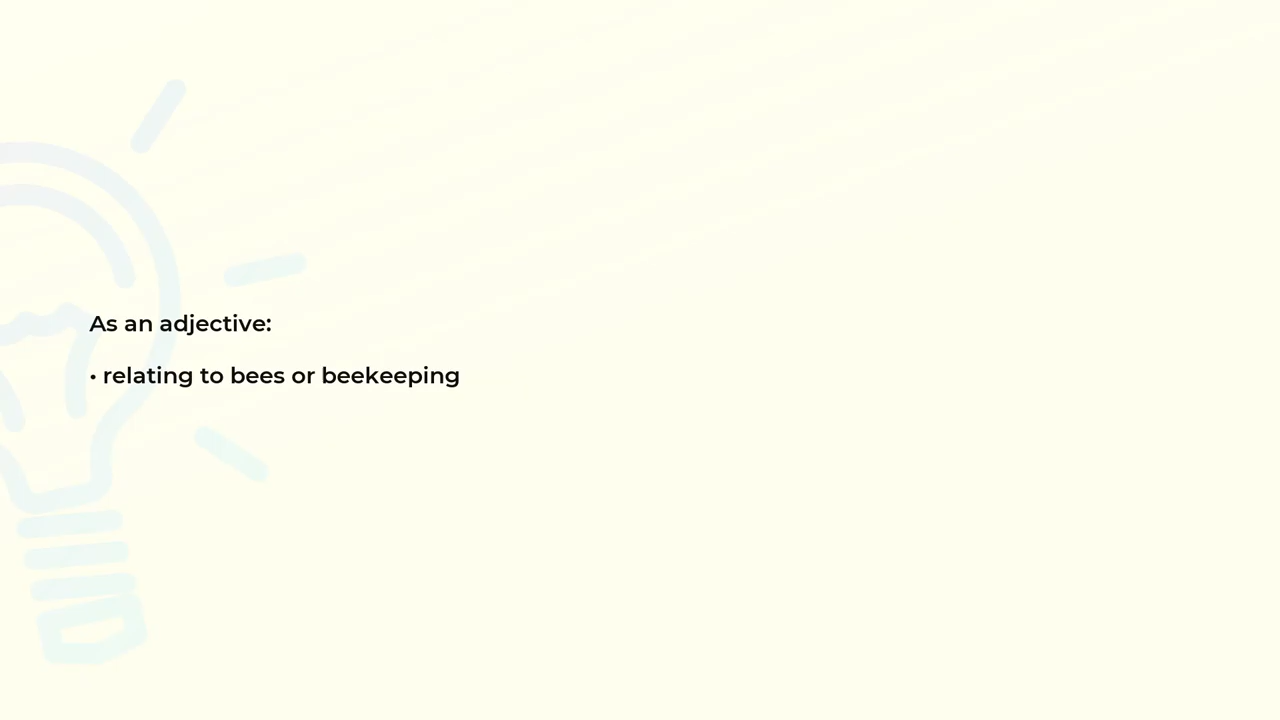 As an adjective:
• relating to bees or beekeeping